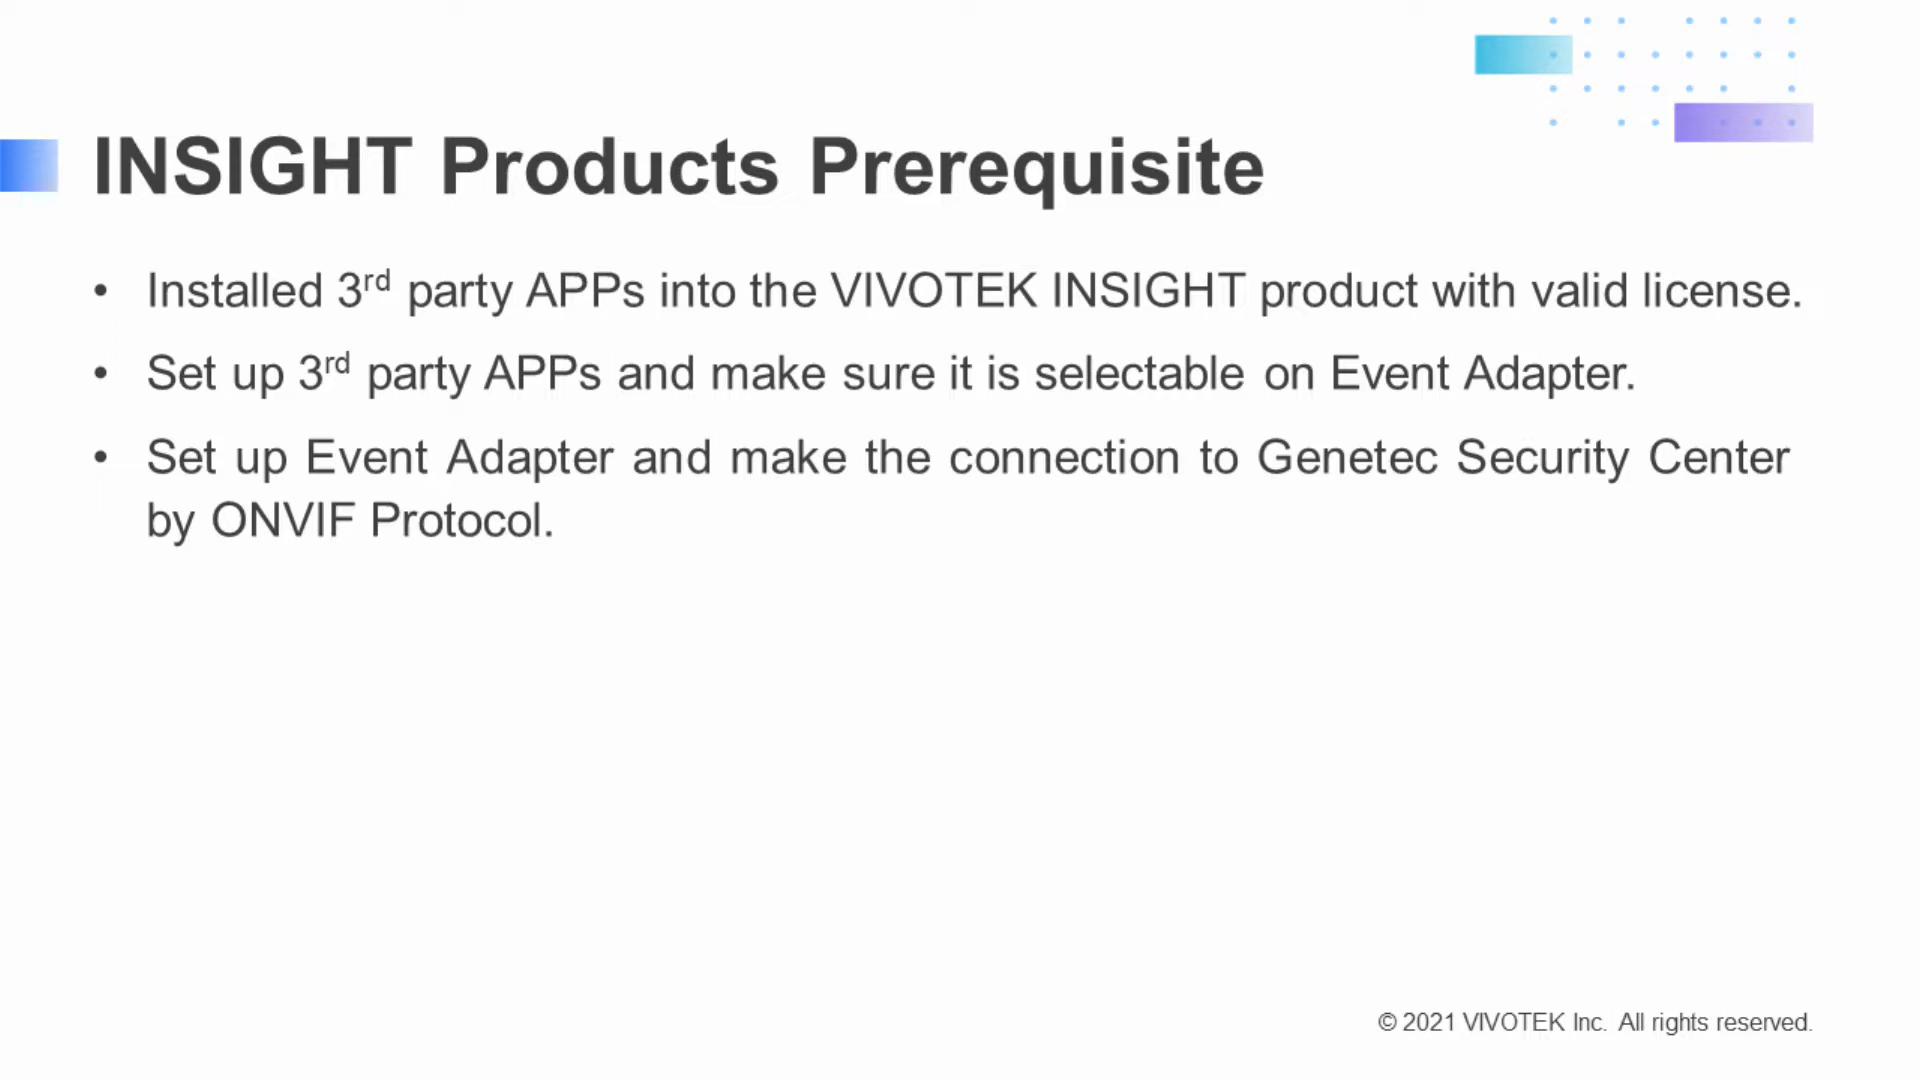 INSIGHT Products Prerequisite
• Installed 3rd party APPs into the VIVOTEK INSIGHT product with valid license.
• Set up 3rd party APPs and make sure it is selectable on Event Adapter.
• Set up Event Adapter and make the connection to Genetec Security Center
by ONVIF Protocol.
© 2021 VIVOTEK Inc. All rights reserved.